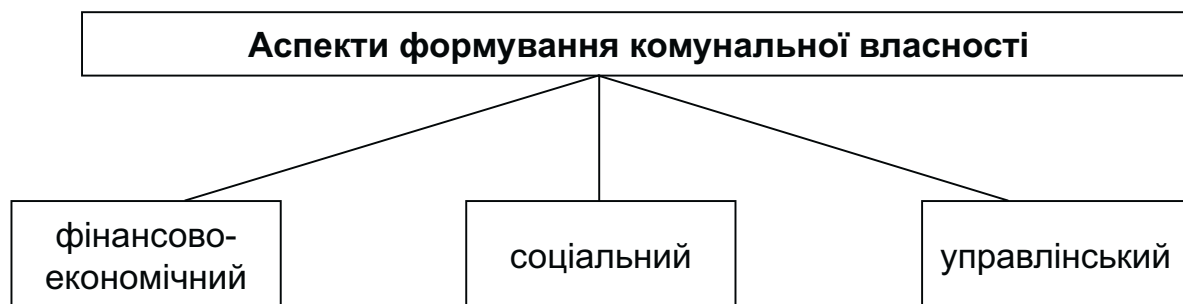 Аспекти формування комунальної власності
фінансово-
економічний
соціальний
управлінський